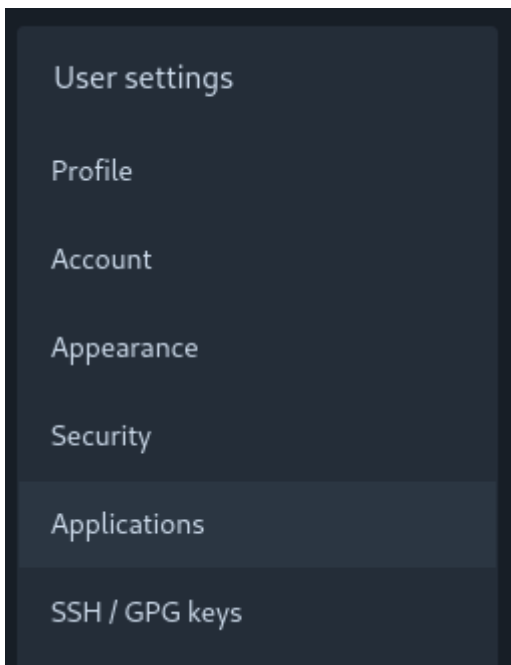 User settings
Profile
Account
Appearance
Security
Applications
SSH / GPG keys